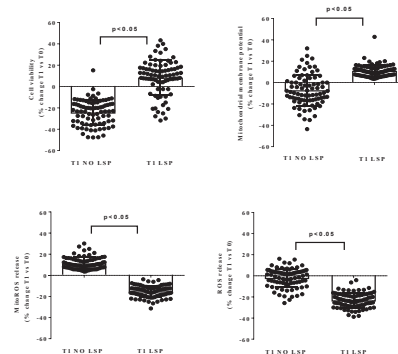 p<0.05
Cell viability
(% change T1 vs T0)
60
40
20
0
-20
-40
-60
T1 NO LSP
T1 LSP
p<0.05
Mitochondrial membrane potential
(% change T1 vs T0)
60
40
20
0
-20
-40
-60
T1 NO LSP
T1 LSP
p<0.05
MitoROS release
(% change T1 vs T0)
60
40
20
0
-20
-40
-60
T1 NO LSP
T1 LSP
p<0.05
ROS release
(% change T1 vs T0)
60
40
20
0
-20
-40
-60
T1 NO LSP
T1 LSP